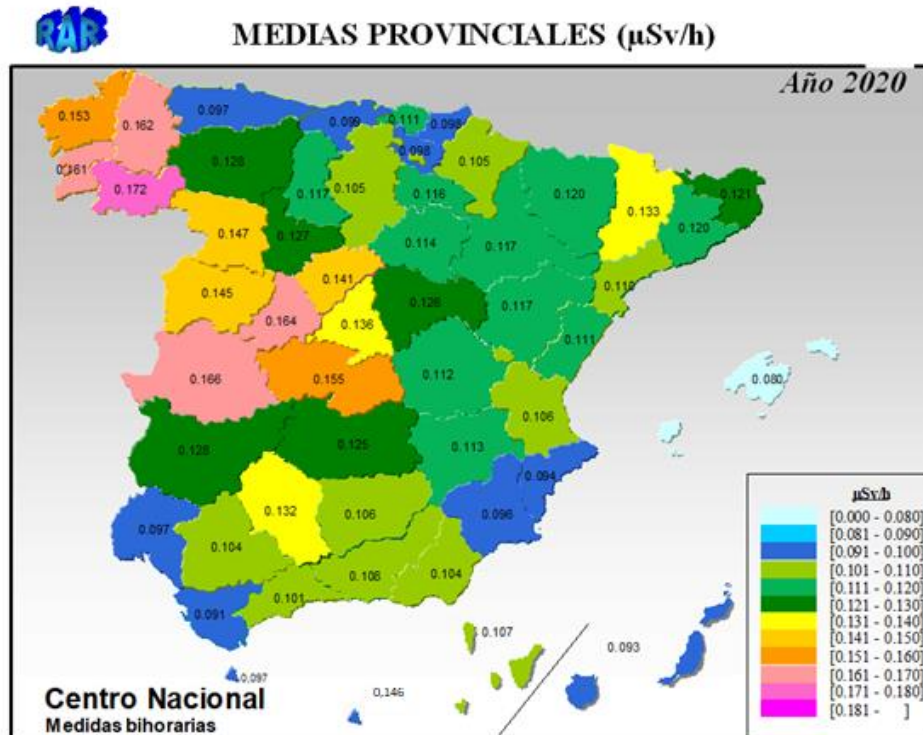 RAR
MEDIAS PROVINCIALES (µSv/h)
Año 2020
0.153
0.162
0.097
0.099
0.111
0.098
0.098
0.161
0.172
0.128
0.117
0.105
0.116
0.105
0.120
0.133
0.120
0.121
0.147
0.127
0.114
0.117
0.110
0.145
0.141
0.164
0.136
0.126
0.117
0.111
0.166
0.155
0.112
0.106
0.080
0.128
0.125
0.113
0.094
0.096
0.097
0.104
0.132
0.106
0.091
0.101
0.108
0.104
0.097
0,146
0.107
0.093
µSv/h
[0.000 - 0.080]
[0.081 - 0.090]
[0.091 - 0.100]
[0.101 - 0.110]
[0.111 - 0.120]
[0.121 - 0.130]
[0.131 - 0.140]
[0.141 - 0.150]
[0.151 - 0.160]
[0.161 - 0.170]
[0.171 - 0.180]
[0.181 - ]
Centro Nacional
Medidas bihorarias